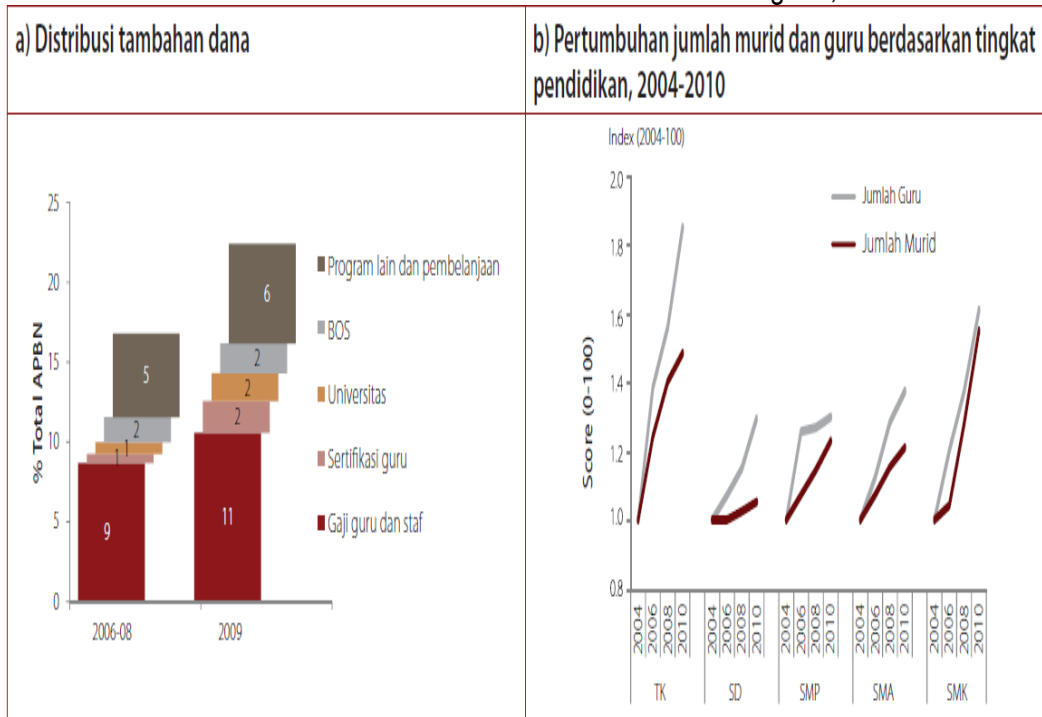 a) Distribusi tambahan dana
b) Pertumbuhan jumlah murid dan guru berdasarkan tingkat
pendidikan, 2004-2010
% Total APBN
25
20
15
10
5
0
5
2
1
1
9
6
2
2
2
11
2006-08
2009
Program lain dan pembelanjaan
BOS
Universitas
Sertifikasi guru
Gaji guru dan staf
Index (2004-100)
Score (0-100)
2.0
1.8
1.6
1.4
1.2
1.0
0.8
Jumlah Guru
Jumlah Murid
2004
2006
2008
2010
2004
2006
2008
2010
2004
2006
2008
2010
2004
2006
2008
2010
2004
2006
2008
2010
TK
SD
SMP
SMA
SMK